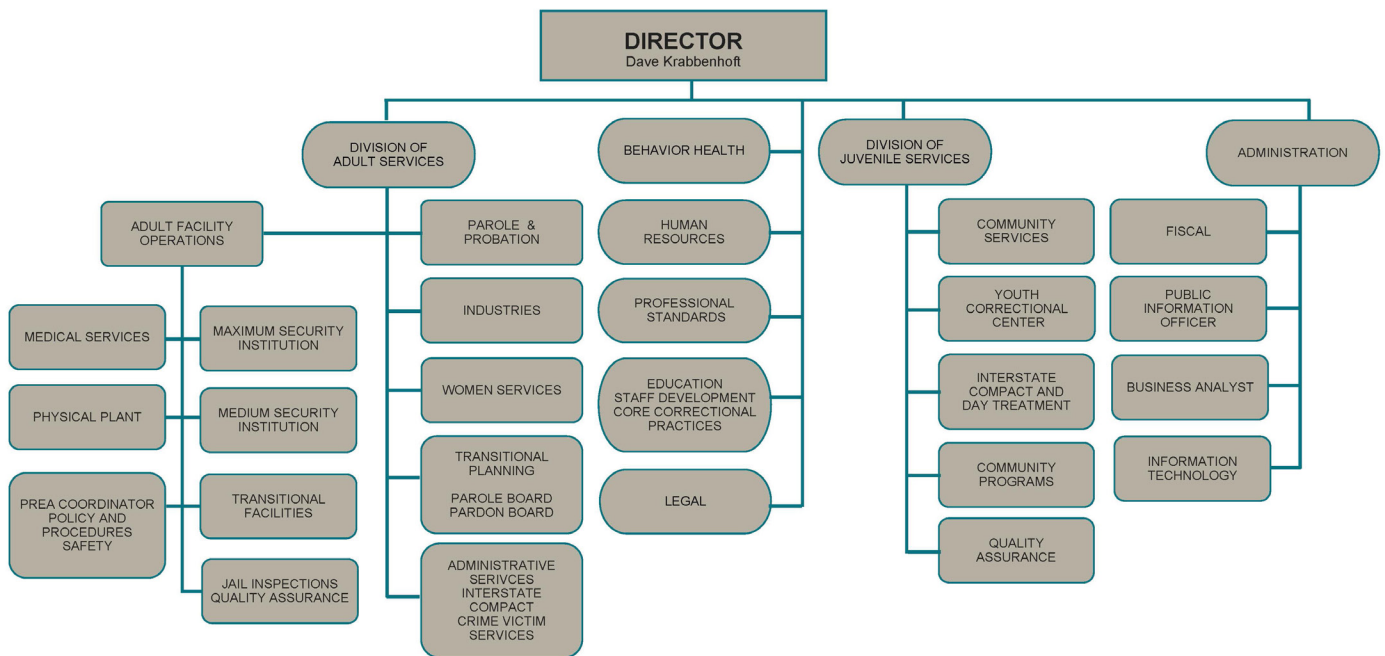 DIRECTOR
Dave Krabbenhoft
DIVISION OF
ADULT SERVICES
BEHAVIOR HEALTH
DIVISION OF
JUVENILE SERVICES
ADMINISTRATION
ADULT FACILITY
OPERATIONS
MEDICAL SERVICES
MAXIMUM SECURITY
INSTITUTION
PHYSICAL PLANT
MEDIUM SECURITY
INSTITUTION
PREA COORDINATOR
POLICY AND
PROCEDURES
SAFETY
TRANSITIONAL
FACILITIES
JAIL INSPECTIONS
QUALITY ASSURANCE
PAROLE &
PROBATION
INDUSTRIES
WOMEN SERVICES
TRANSITIONAL
PLANNING
PAROLE BOARD
PARDON BOARD
ADMINISTRATIVE
SERIVCES
INTERSTATE
COMPACT
CRIME VICTIM
SERVICES
HUMAN
RESOURCES
PROFESSIONAL
STANDARDS
EDUCATION
STAFF DEVELOPMENT
CORE CORRECTIONAL
PRACTICES
LEGAL
COMMUNITY
SERVICES
YOUTH
CORRECTIONAL
CENTER
INTERSTATE
COMPACT AND
DAY TREATMENT
COMMUNITY
PROGRAMS
QUALITY
ASSURANCE
FISCAL
PUBLIC
INFORMATION
OFFICER
BUSINESS ANALYST
INFORMATION
TECHNOLOGY